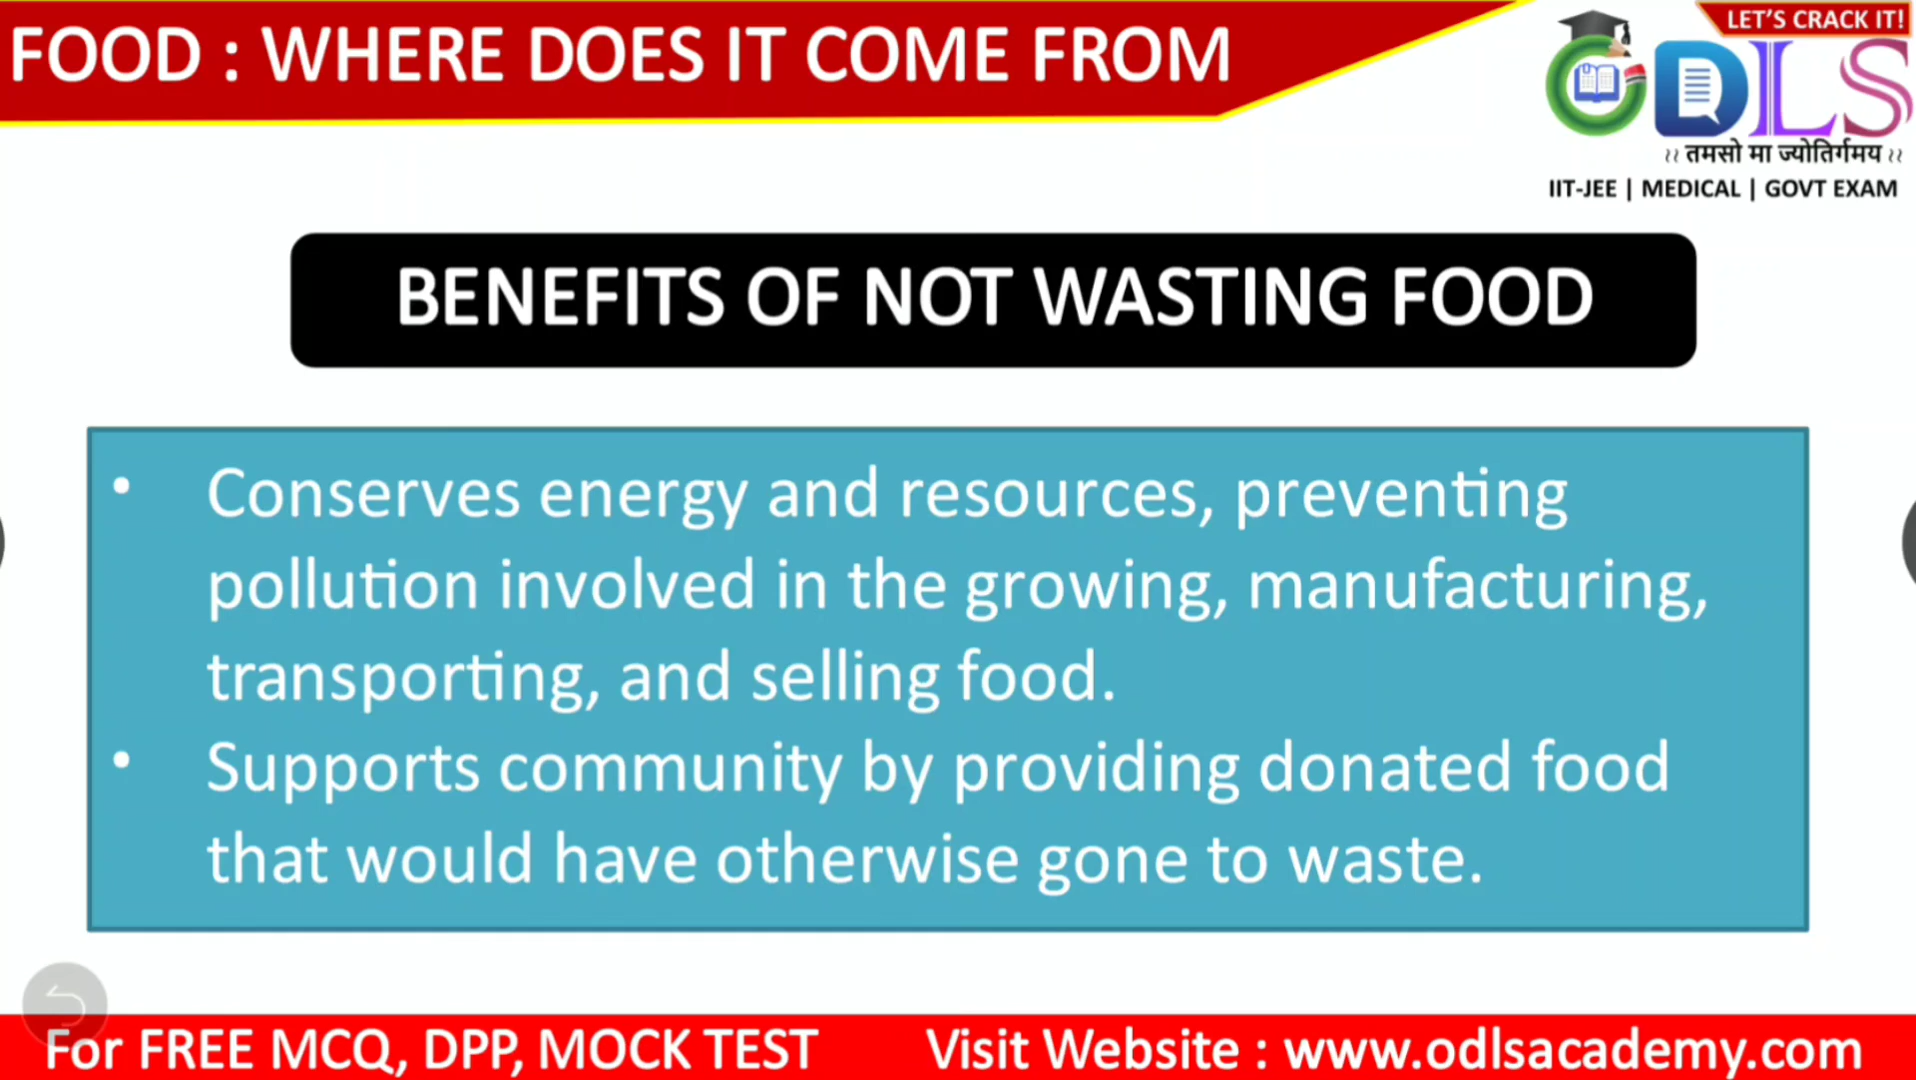 FOOD : WHERE DOES IT COME FROM
LET'S CRACK IT!
ODLS
~~ तमसो मा ज्योतिर्गमय ~~
IIT-JEE | MEDICAL | GOVT EXAM
BENEFITS OF NOT WASTING FOOD
• Conserves energy and resources, preventing
pollution involved in the growing, manufacturing,
transporting, and selling food.
• Supports community by providing donated food
that would have otherwise gone to waste.
For FREE MCQ, DPP, MOCK TEST Visit Website : www.odlsacademy.com